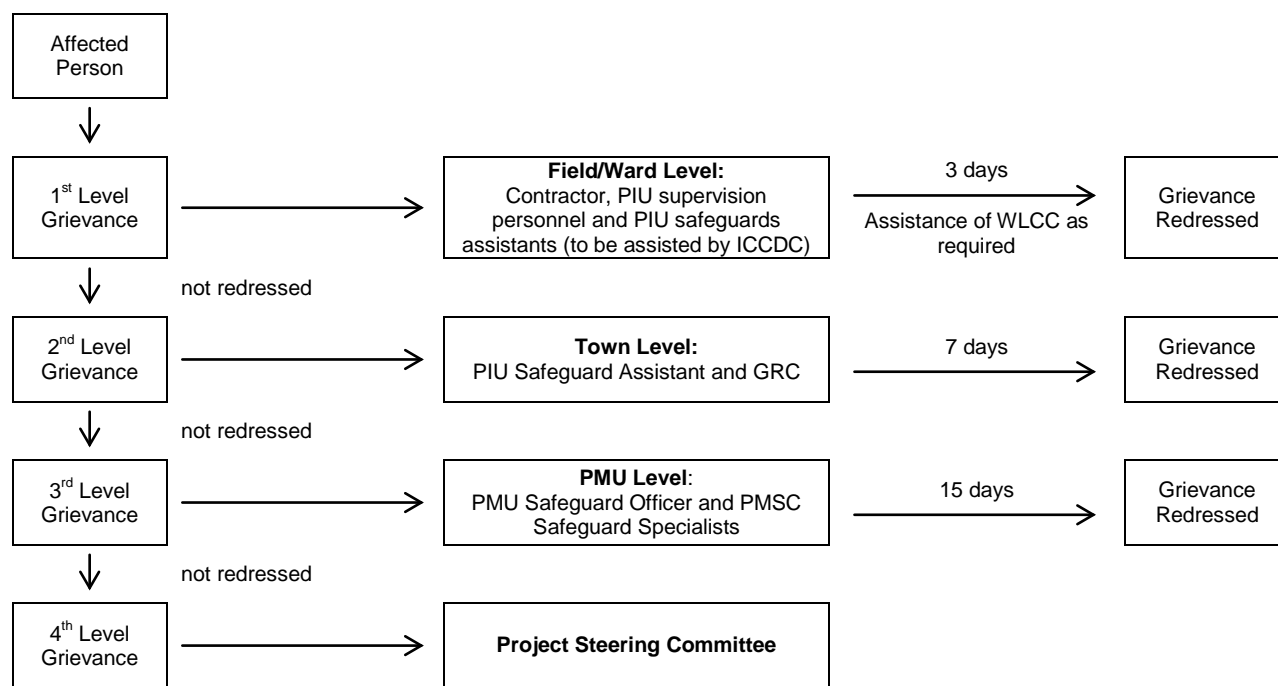 Affected
Person
1st Level
Grievance
Field/Ward Level:
Contractor, PIU supervision
personnel and PIU safeguards
assistants (to be assisted by ICCDC)
3 days
Assistance of WLCC as
required
Grievance
Redressed
not redressed
2nd Level
Grievance
Town Level:
PIU Safeguard Assistant and GRC
7 days
Grievance
Redressed
not redressed
3rd Level
Grievance
PMU Level:
PMU Safeguard Officer and PMSC
Safeguard Specialists
15 days
Grievance
Redressed
not redressed
4th Level
Grievance
Project Steering Committee